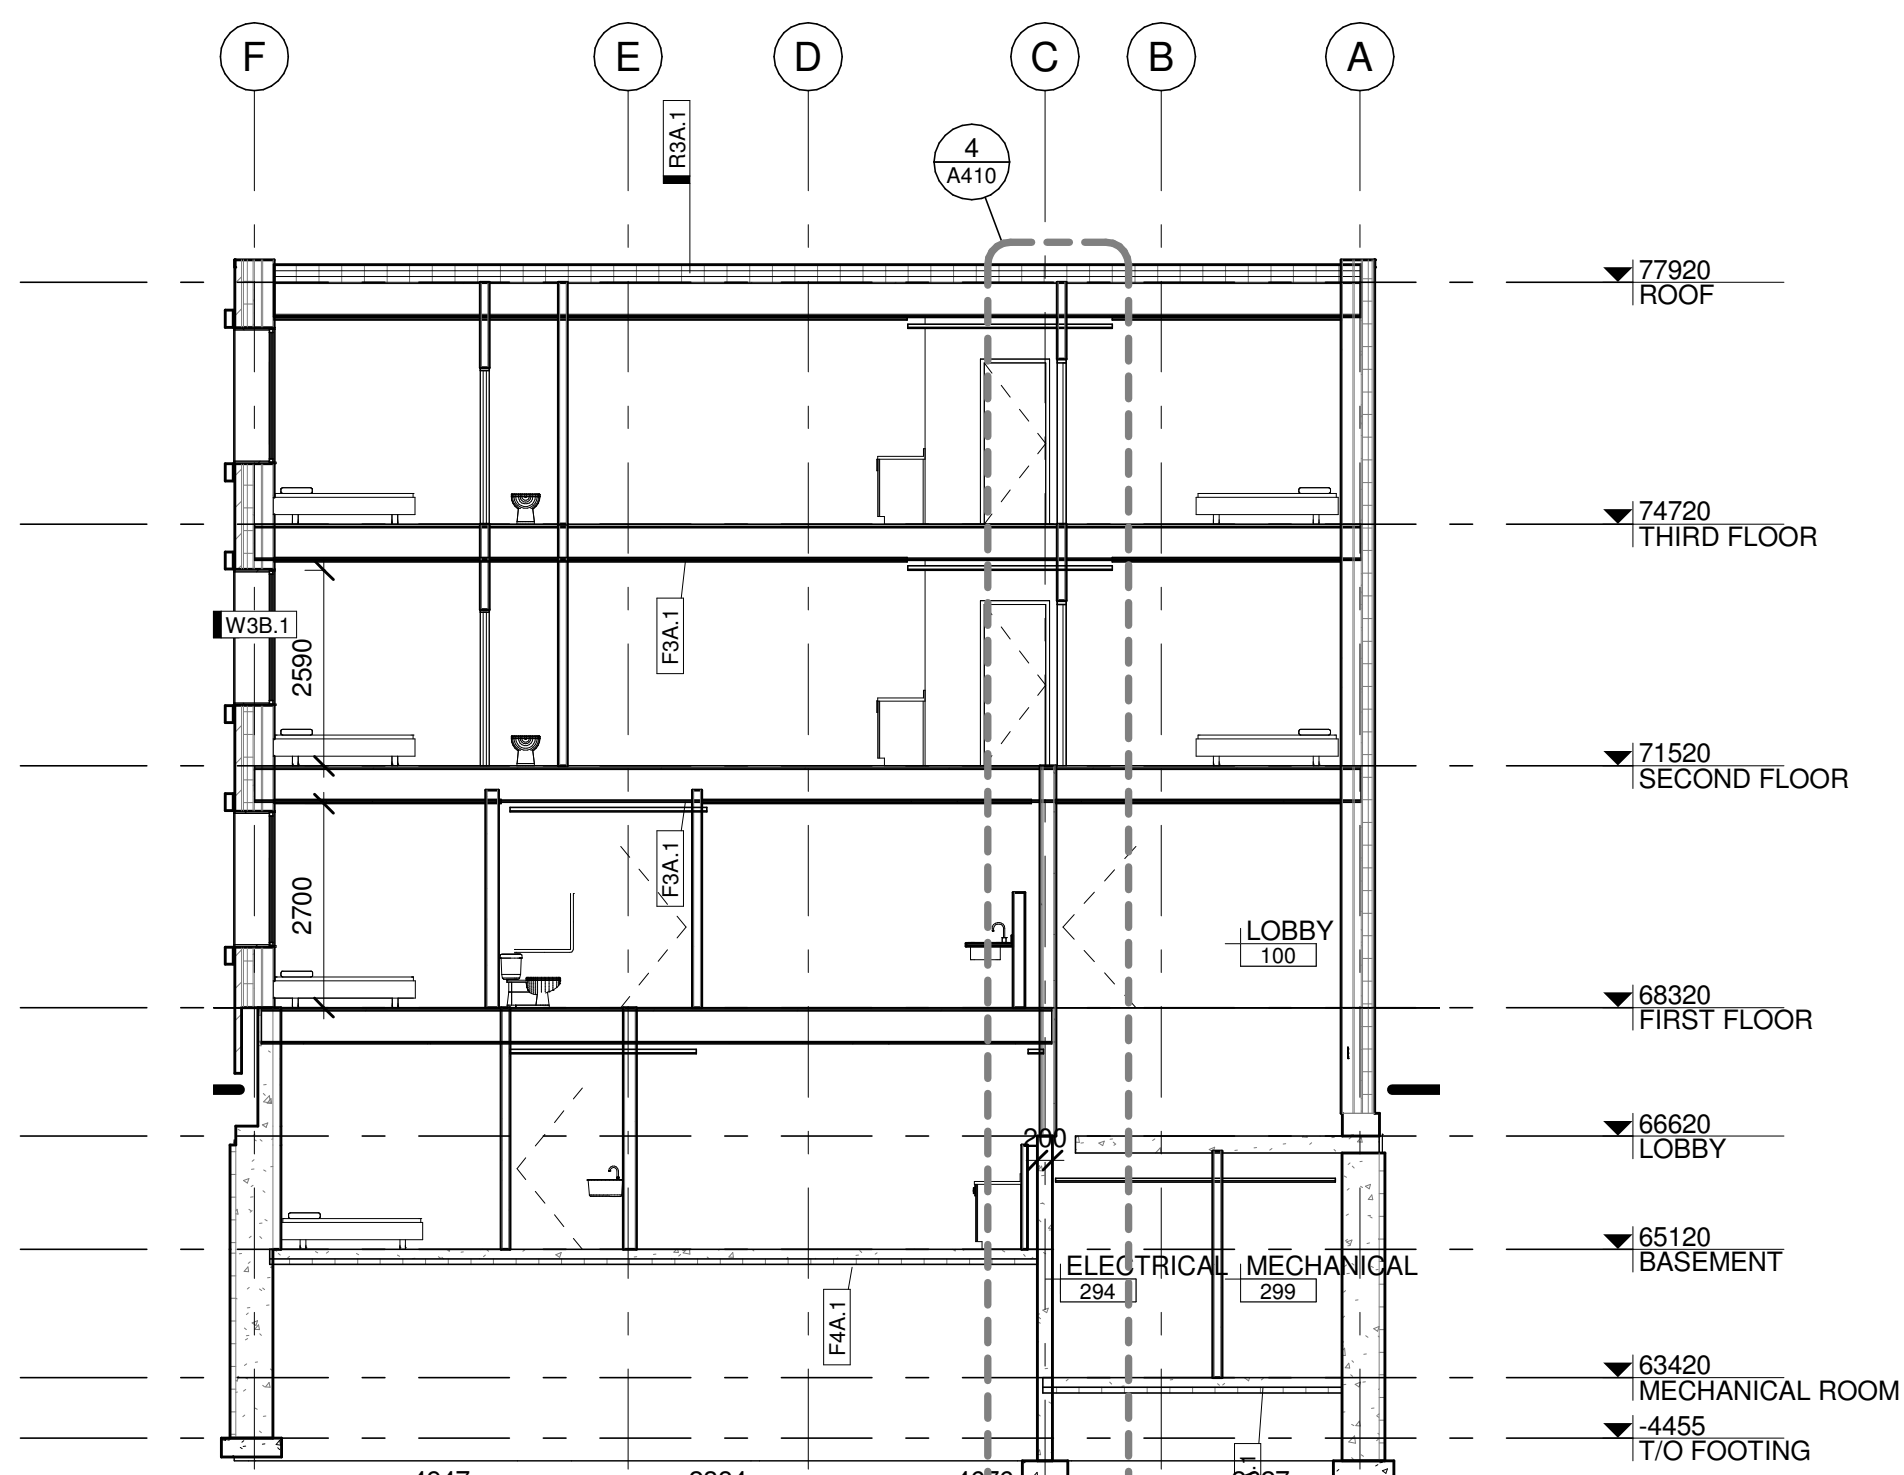 F E D C B A
R3A.1
4
A410
77920
ROOF
74720
THIRD FLOOR
F3A.1
W3B.1
2590
71520
SECOND FLOOR
F3A.1
2700
LOBBY
100
68320
FIRST FLOOR
200
66620
LOBBY
65120
BASEMENT
ELECTRICAL MECHANICAL
294 299
F4A.1
63420
MECHANICAL ROOM
-4455
T/O FOOTING